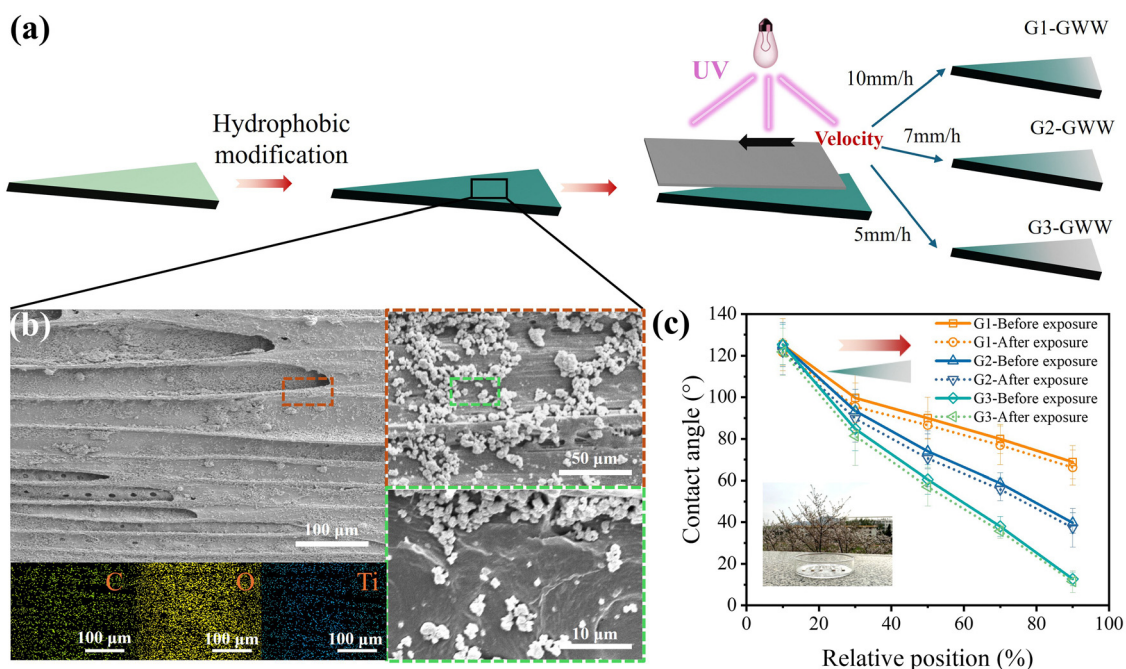 (a)
Hydrophobic
modification
UV
Velocity
10mm/h
7mm/h
5mm/h
G1-GWW
G2-GWW
G3-GWW
(b)
100 μm
50 μm
10 μm
C
O
Ti
100 μm
100 μm
100 μm
(c)
G1-Before exposure
G1-After exposure
G2-Before exposure
G2-After exposure
G3-Before exposure
G3-After exposure
Contact angle (°)
140
120
100
80
60
40
20
0
0
20
40
60
80
100
Relative position (%)